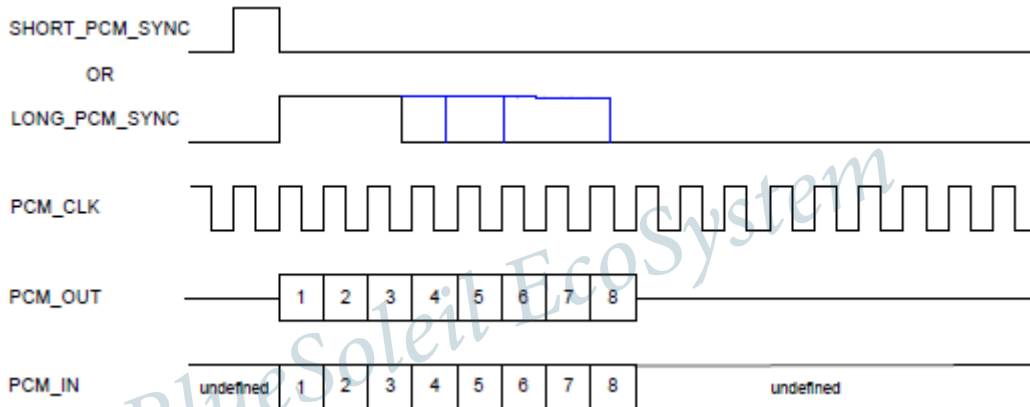 SHORT_PCM_SYNC
OR
LONG_PCM_SYNC
PCM_CLK
PCM_OUT 1 2 3 4 5 6 7 8
PCM_IN undefined 1 2 3 4 5 6 7 8 undefined
BlueSoleil EcoSystem